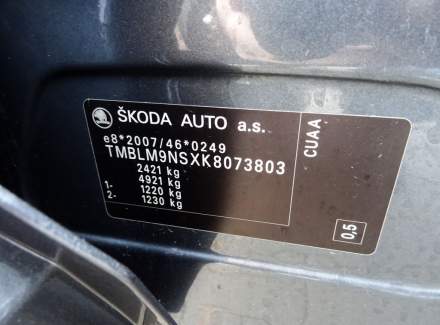 ŠKODA AUTO a.s.
e8*2007/46*0249
TMBLM9NSXK8073803
2421 kg
4921 kg
1- 1220 kg
2- 1230 kg
CUAA
0,5